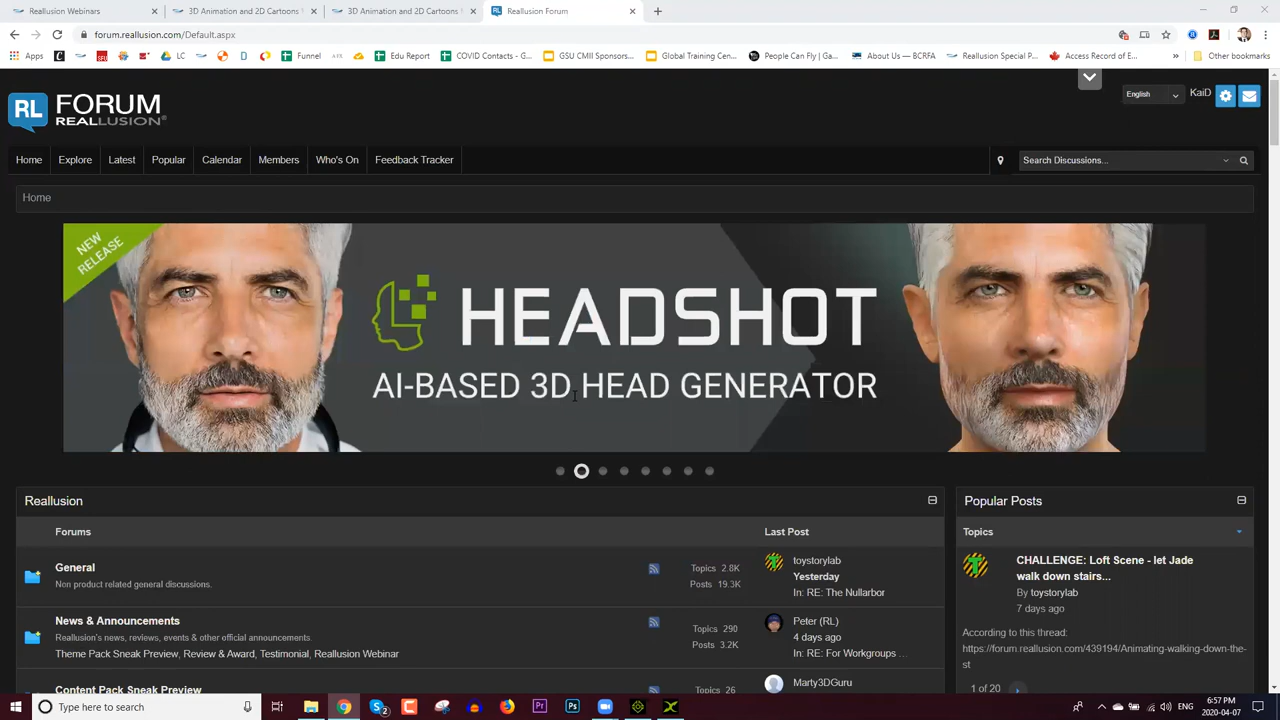 Reallusion Webinars
3D Animation and 2D Cartoons
3D Animation and 2D Cartoons
Reallusion Forum
forum.reallusion.com/Default.aspx
Apps
LC
D
Funnel
Edu Report
COVID Contacts - G...
GSU CMII Sponsors...
Global Training Cen...
People Can Fly | Ga...
About Us — BCRFA
Reallusion Special P...
Access Record of E...
Other bookmarks
RL FORUM
REALLUSION
English
KaiD
Home
Explore
Latest
Popular
Calendar
Members
Who's On
Feedback Tracker
Search Discussions...
Home
NEW
RELEASE
HEADSHOT
AI-BASED 3D HEAD GENERATOR
Reallusion
Popular Posts
Forums
Last Post
Topics
General
Non product related general discussions.
Topics 2.8K
Posts 19.3K
toystorylab
Yesterday
In: RE: The Nullarbor
CHALLENGE: Loft Scene - let Jade
walk down stairs...
By toystorylab
7 days ago
News & Announcements
Reallusion's news, reviews, events & other official announcements.
Theme Pack Sneak Preview, Review & Award, Testimonial, Reallusion Webinar
Topics 290
Posts 3.2K
Peter (RL)
4 days ago
In: RE: For Workgroups ...
According to this thread:
https://forum.reallusion.com/439194/Animating-walking-down-the-
st
1 of 20
Content Pack Sneak Preview
Topics 26
Marty3DGuru
Type here to search
ENG
6:57 PM
2020-04-07